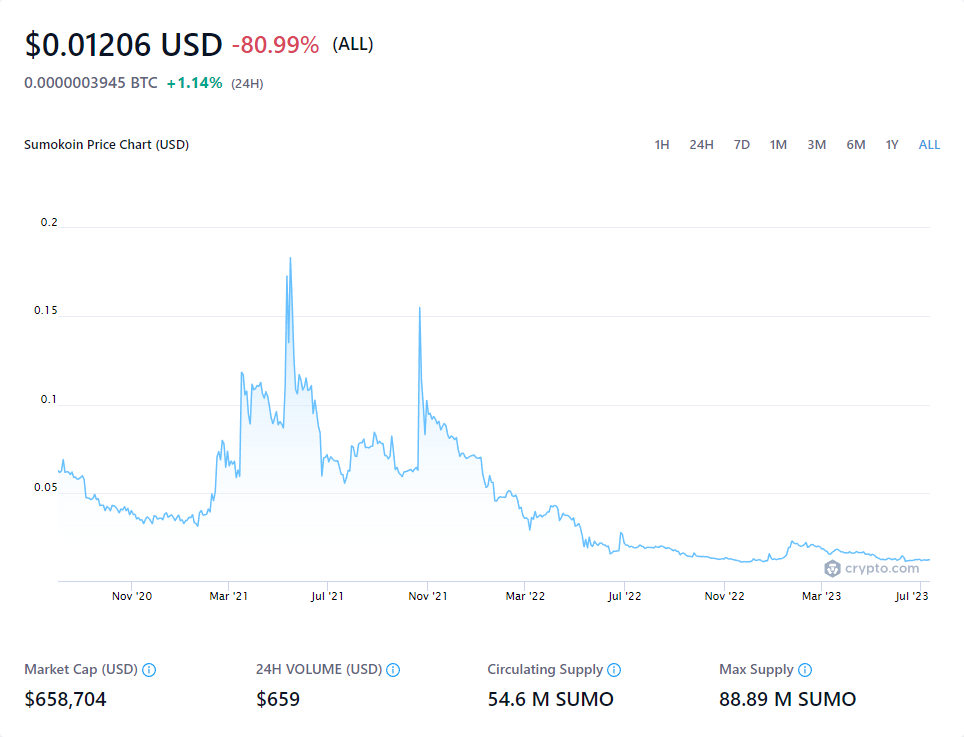 $0.01206 USD -80.99% (ALL)
0.0000003945 BTC +1.14% (24H)
Sumokoin Price Chart (USD) 1H 24H 7D 1M 3M 6M 1Y ALL
0.2
0.15
0.1
0.05
crypto.com
Nov '20 Mar '21 Jul '21 Nov '21 Mar '22 Jul '22 Nov '22 Mar '23 Jul '23
Market Cap (USD) 24H VOLUME (USD) Circulating Supply Max Supply
$658,704 $659 54.6 M SUMO 88.89 M SUMO